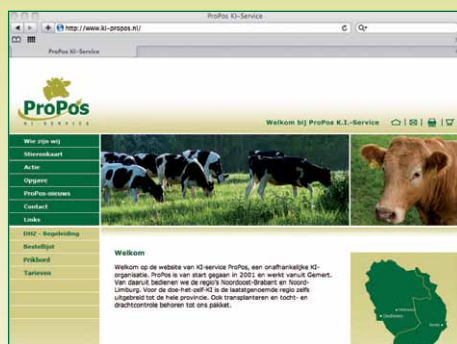 ProPos KI-Service
http://www.ki-propos.nl/
ProPos KI-Service
ProPos
KI-SERVICE
Welkom bij ProPos K.I.-Service
Wie zijn wij
Stierenkaart
Actie
Opgave
ProPos-nieuws
Contact
Links
DHZ - Begeleiding
Bestellijst
Prikbord
Tarieven
Welkom
Welkom op de website van KI-service ProPos, een onafhankelijke KI-
organisatie. ProPos is van start gegaan in 2001 en werkt vanuit Gemert.
Van daaruit bedienen we de regio's Noordoost-Brabant en Noord-
Limburg. Voor de doe-het-zelf-KI is de laatstgenoemde regio zelfs
uitgebreid tot de hele provincie. Ook transplanteren en tocht- en
drachtcontrole behoren tot ons pakket.